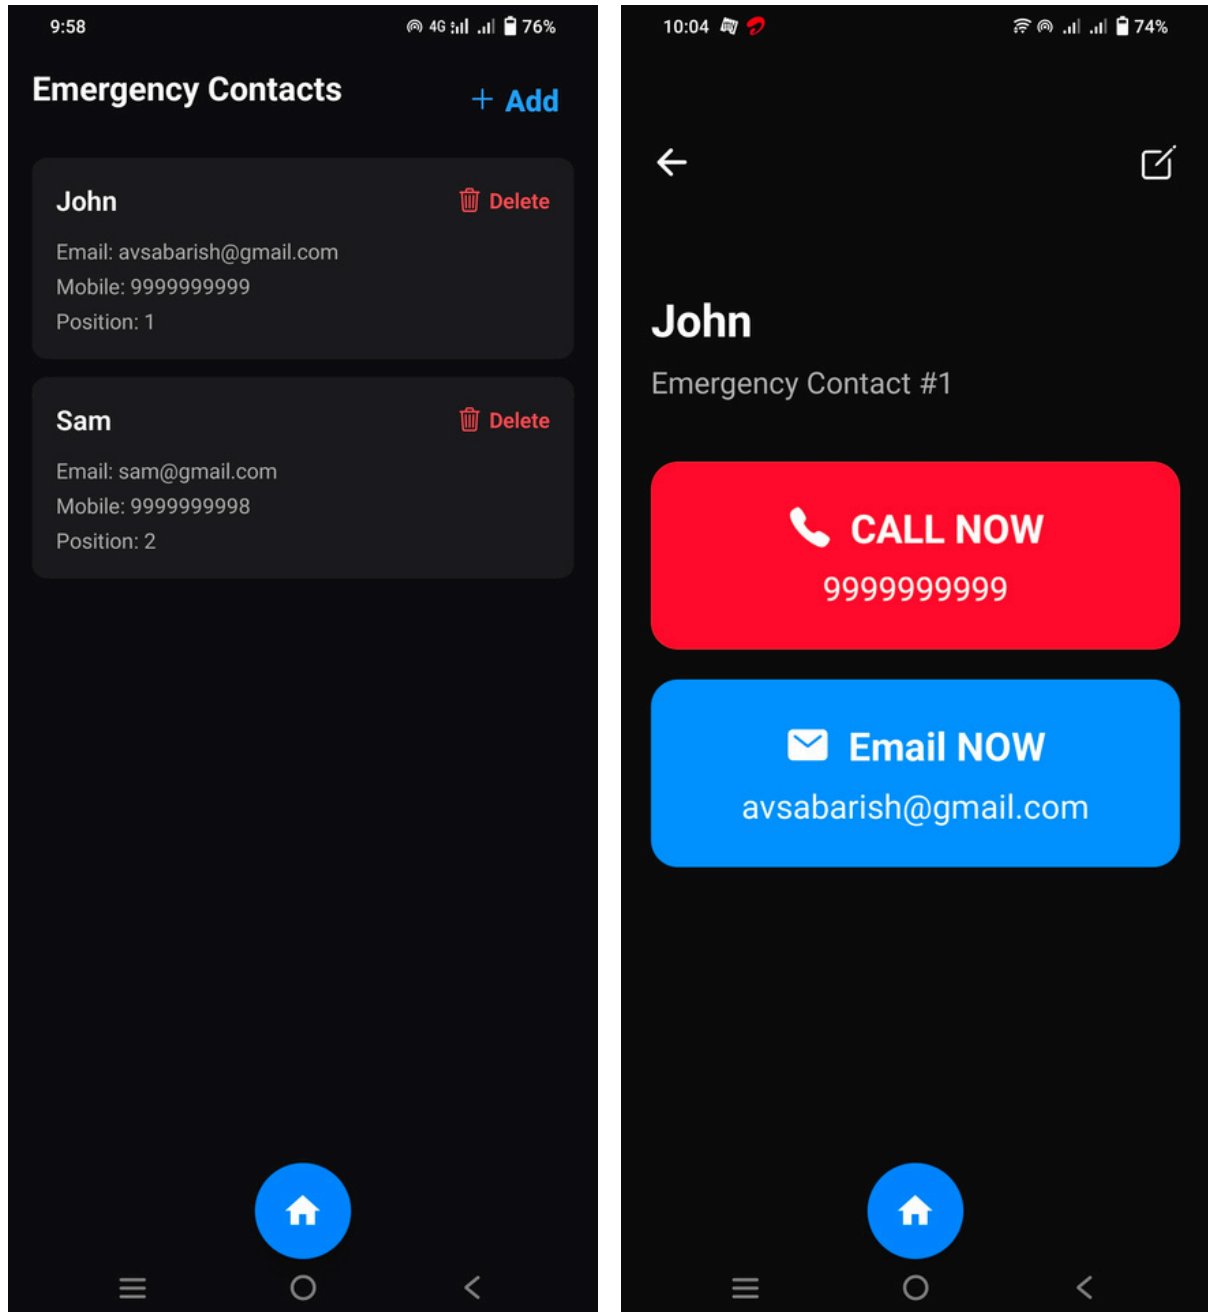 9:58
4G 76%
Emergency Contacts
+ Add
John
Delete
Email: avsabarish@gmail.com
Mobile: 9999999999
Position: 1
Sam
Delete
Email: sam@gmail.com
Mobile: 9999999998
Position: 2
10:04
74%
John
Emergency Contact #1
CALL NOW
9999999999
Email NOW
avsabarish@gmail.com